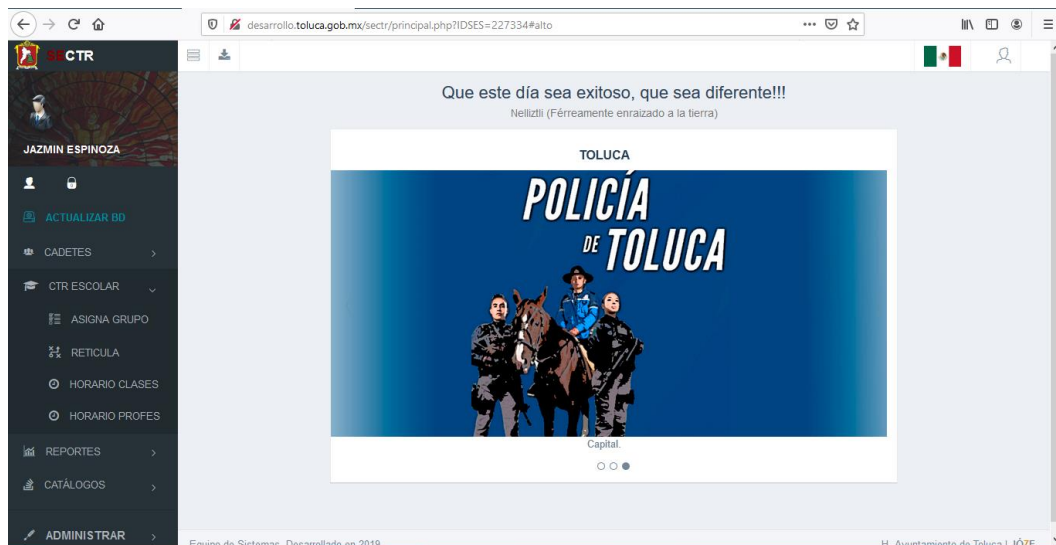 desarrollo.toluca.gob.mx/sectr/principal.php?IDSES=227334#alto
SECTR
JAZMIN ESPINOZA
ACTUALIZAR BD
CADETES
CTR ESCOLAR
ASIGNA GRUPO
RETICULA
HORARIO CLASES
HORARIO PROFES
REPORTES
CATÁLOGOS
ADMINISTRAR
Que este día sea exitoso, que sea diferente!!!
Nelliztli (Férreamente enraizado a la tierra)
TOLUCA
POLICÍA
DE TOLUCA
Capital.
Equipo de Sistemas. Desarrollado en 2019
H. Ayuntamiento de Toluca | JÓZE